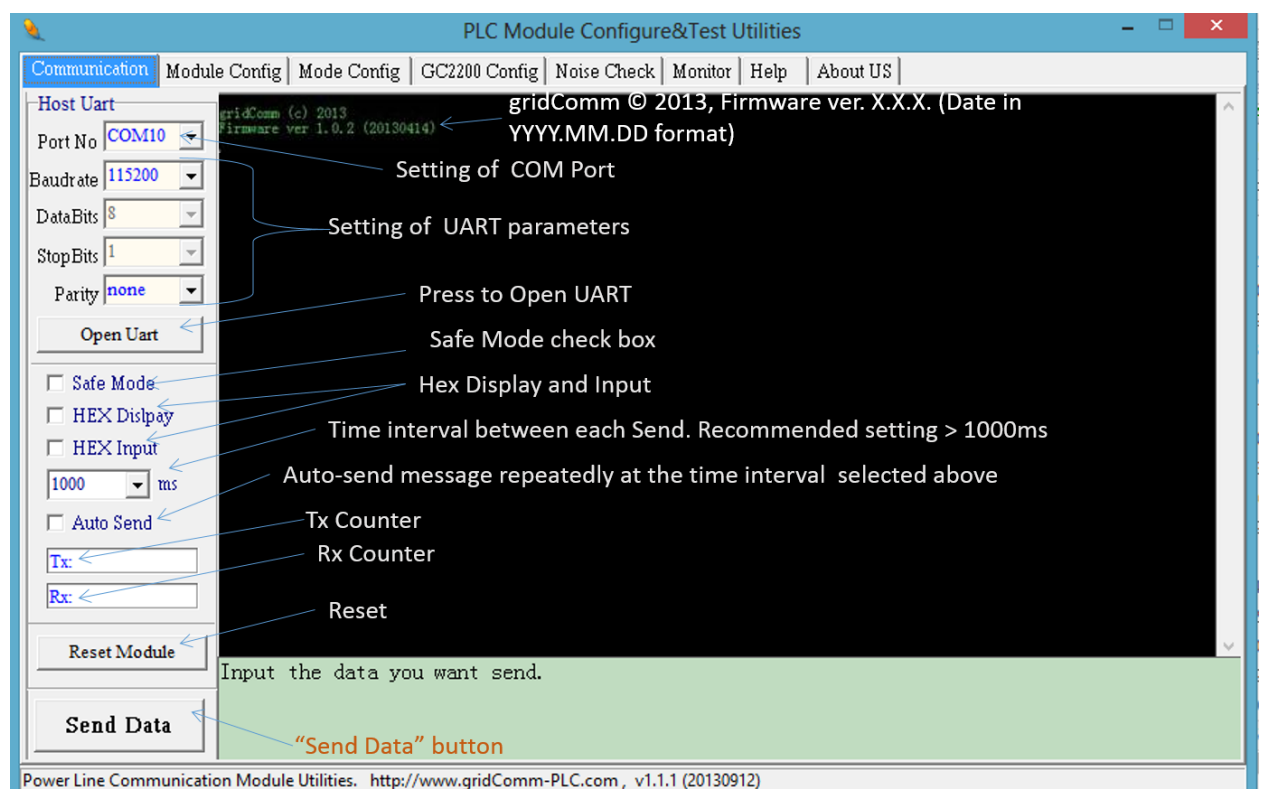 PLC Module Configure&Test Utilities
Communication Module Config Mode Config GC2200 Config Noise Check Monitor Help About US
Host Uart
Port No COM10
Baudrate 115200
DataBits 8
StopBits 1
Parity none
Open Uart
Safe Mode
HEX Dislpay
HEX Input
1000 ms
Auto Send
Tx:
Rx:
Reset Module
Send Data
gridComm (c) 2013
Firmware ver 1.0.2 (20130414)
gridComm © 2013, Firmware ver. X.X.X. (Date in
YYYY.MM.DD format)
Setting of COM Port
Setting of UART parameters
Press to Open UART
Safe Mode check box
Hex Display and Input
Time interval between each Send. Recommended setting > 1000ms
Auto-send message repeatedly at the time interval selected above
Tx Counter
Rx Counter
Reset
Input the data you want send.
“Send Data” button
Power Line Communication Module Utilities. http://www.gridComm-PLC.com , v1.1.1 (20130912)